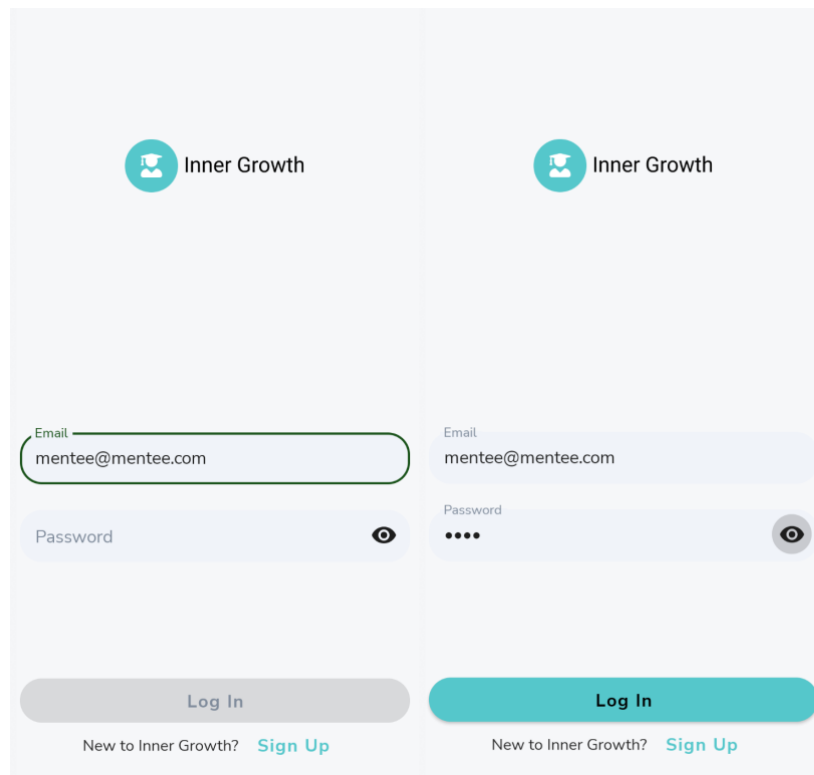 Inner Growth
Email
mentee@mentee.com
Password
Log In
New to Inner Growth? Sign Up
Inner Growth
Email
mentee@mentee.com
Password
••••
Log In
New to Inner Growth? Sign Up